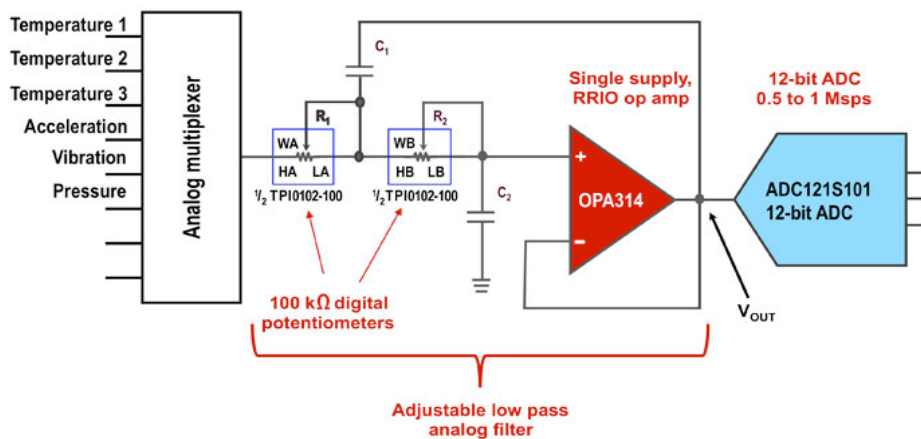 Temperature 1
Temperature 2
Temperature 3
Acceleration
Vibration
Pressure
Analog multiplexer
C1
R1
WA
HA LA
½ TPI0102-100
R2
WB
HB LB
½ TPI0102-100
C2
100 kΩ digital
potentiometers
Single supply,
RRIO op amp
+
OPA314
−
12-bit ADC
0.5 to 1 Msps
ADC121S101
12-bit ADC
VOUT
Adjustable low pass
analog filter